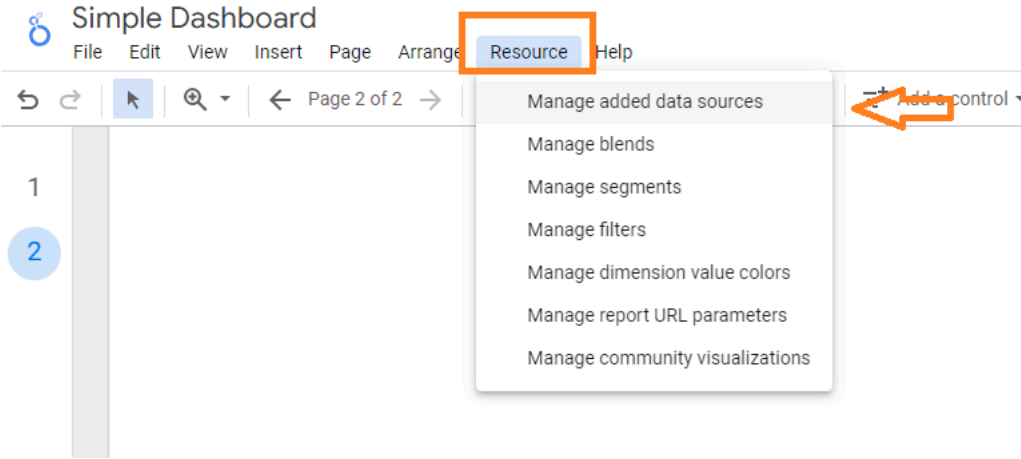 Simple Dashboard
File Edit View Insert Page Arrange Resource Help
Page 2 of 2 Add a control
Manage added data sources
Manage blends
1
Manage segments
Manage filters
2
Manage dimension value colors
Manage report URL parameters
Manage community visualizations